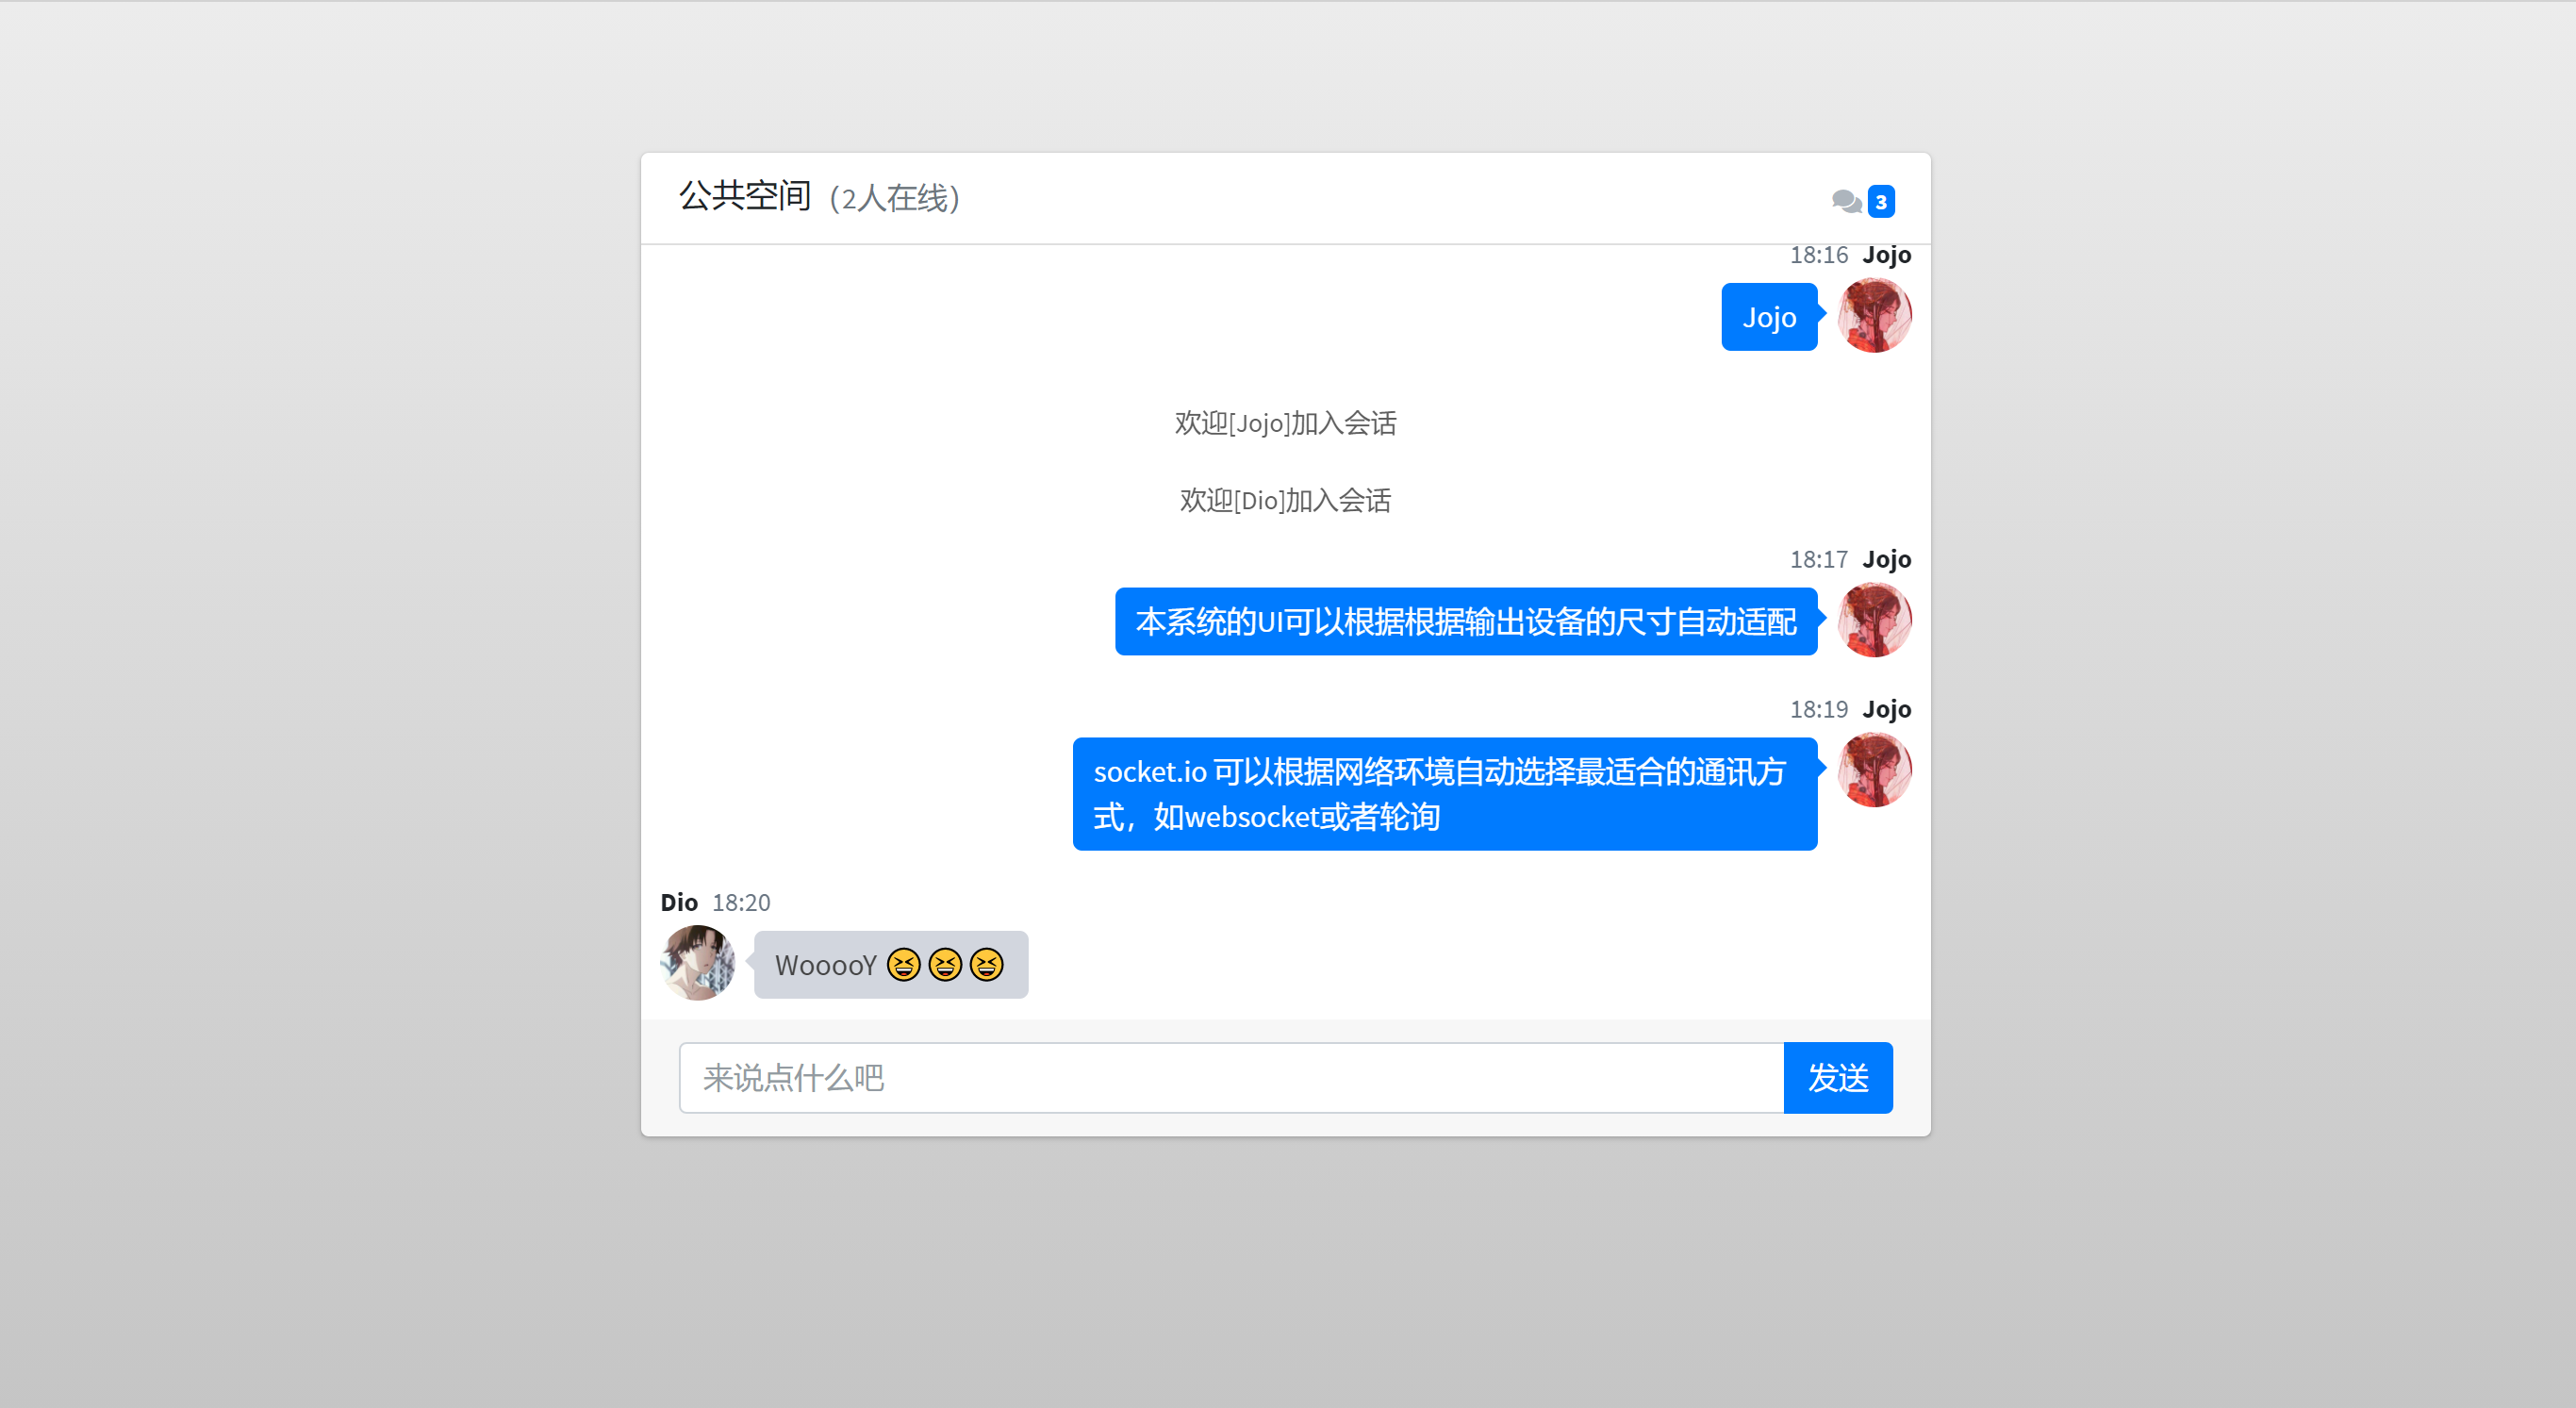 公共空间（2人在线）
3
18:16 Jojo
Jojo
欢迎[Jojo]加入会话
欢迎[Dio]加入会话
18:17 Jojo
本系统的UI可以根据根据输出设备的尺寸自动适配
18:19 Jojo
socket.io 可以根据网络环境自动选择最适合的通讯方
式，如websocket或者轮询
Dio 18:20
WooooY 😆😆😆
来说点什么吧
发送